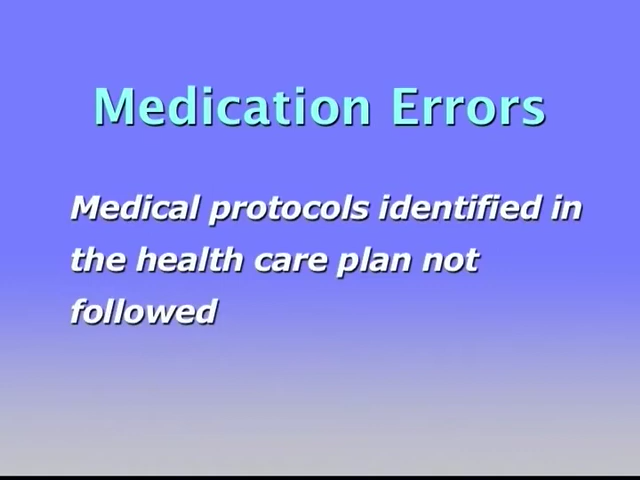 Medication Errors
Medical protocols identified in
the health care plan not
followed